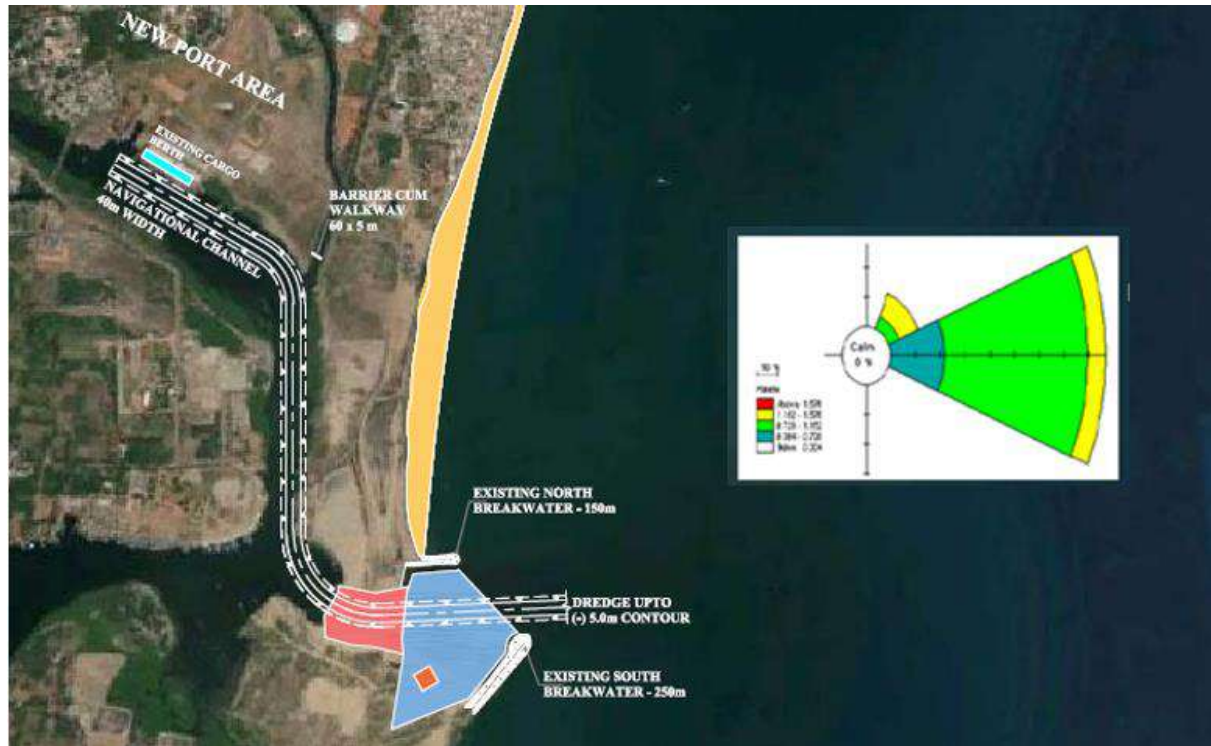 NEW PORT AREA
EXISTING CARGO
BERTH
NAVIGATIONAL CHANNEL
40m WIDTH
BARRIER CUM
WALKWAY
60 x 5 m
EXISTING NORTH
BREAKWATER - 150m
DREDGE UPTO
(-) 5.0m CONTOUR
EXISTING SOUTH
BREAKWATER - 250m
Calm
0 %